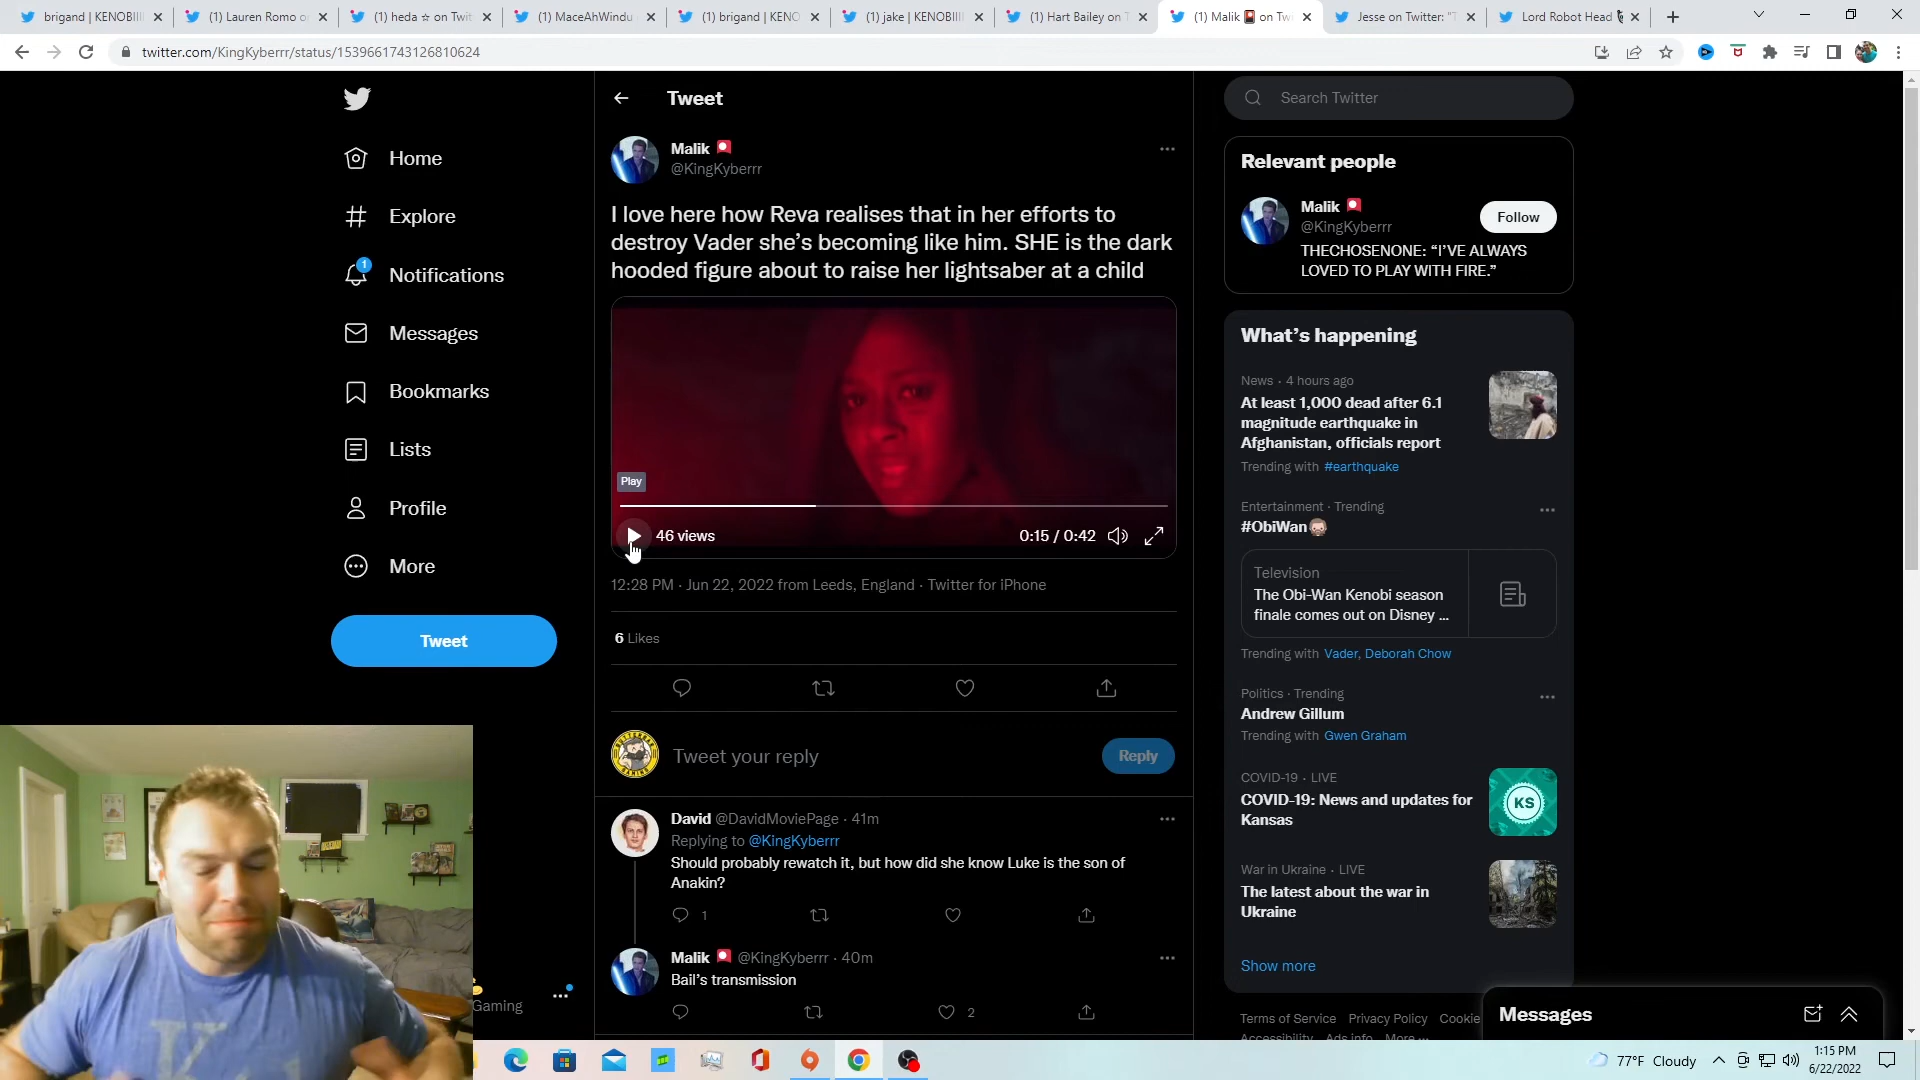 brigand | KENOBIIII
(1) Lauren Romo o
(1) heda ☆ on Twit
(1) MaceAhWindu
(1) brigand | KENO
(1) jake | KENOBIIII
(1) Hart Bailey on T
(1) Malik 🎴 on Tw
Jesse on Twitter: "T
Lord Robot Head
twitter.com/KingKyberrr/status/1539661743126810624
Home
Explore
1
Notifications
Messages
Bookmarks
Lists
Profile
More
Tweet
Gaming
Tweet
Malik 🎴
@KingKyberrr
I love here how Reva realises that in her efforts to
destroy Vader she's becoming like him. SHE is the dark
hooded figure about to raise her lightsaber at a child
Play
46 views
0:15 / 0:42
12:28 PM · Jun 22, 2022 from Leeds, England · Twitter for iPhone
6 Likes
Tweet your reply
Reply
David @DavidMoviePage · 41m
Replying to @KingKyberrr
Should probably rewatch it, but how did she know Luke is the son of
Anakin?
1
Malik 🎴 @KingKyberrr · 40m
Bail's transmission
2
Search Twitter
Relevant people
Malik 🎴
@KingKyberrr
Follow
THECHOSENONE: “I’VE ALWAYS
LOVED TO PLAY WITH FIRE.”
What’s happening
News · 4 hours ago
At least 1,000 dead after 6.1
magnitude earthquake in
Afghanistan, officials report
Trending with #earthquake
Entertainment · Trending
#ObiWan
Television
The Obi-Wan Kenobi season
finale comes out on Disney ...
Trending with Vader, Deborah Chow
Politics · Trending
Andrew Gillum
Trending with Gwen Graham
COVID-19 · LIVE
COVID-19: News and updates for
Kansas
KS
War in Ukraine · LIVE
The latest about the war in
Ukraine
Show more
Terms of Service Privacy Policy Cookie
Accessibility Ads info More ...
Messages
77°F Cloudy
1:15 PM
6/22/2022